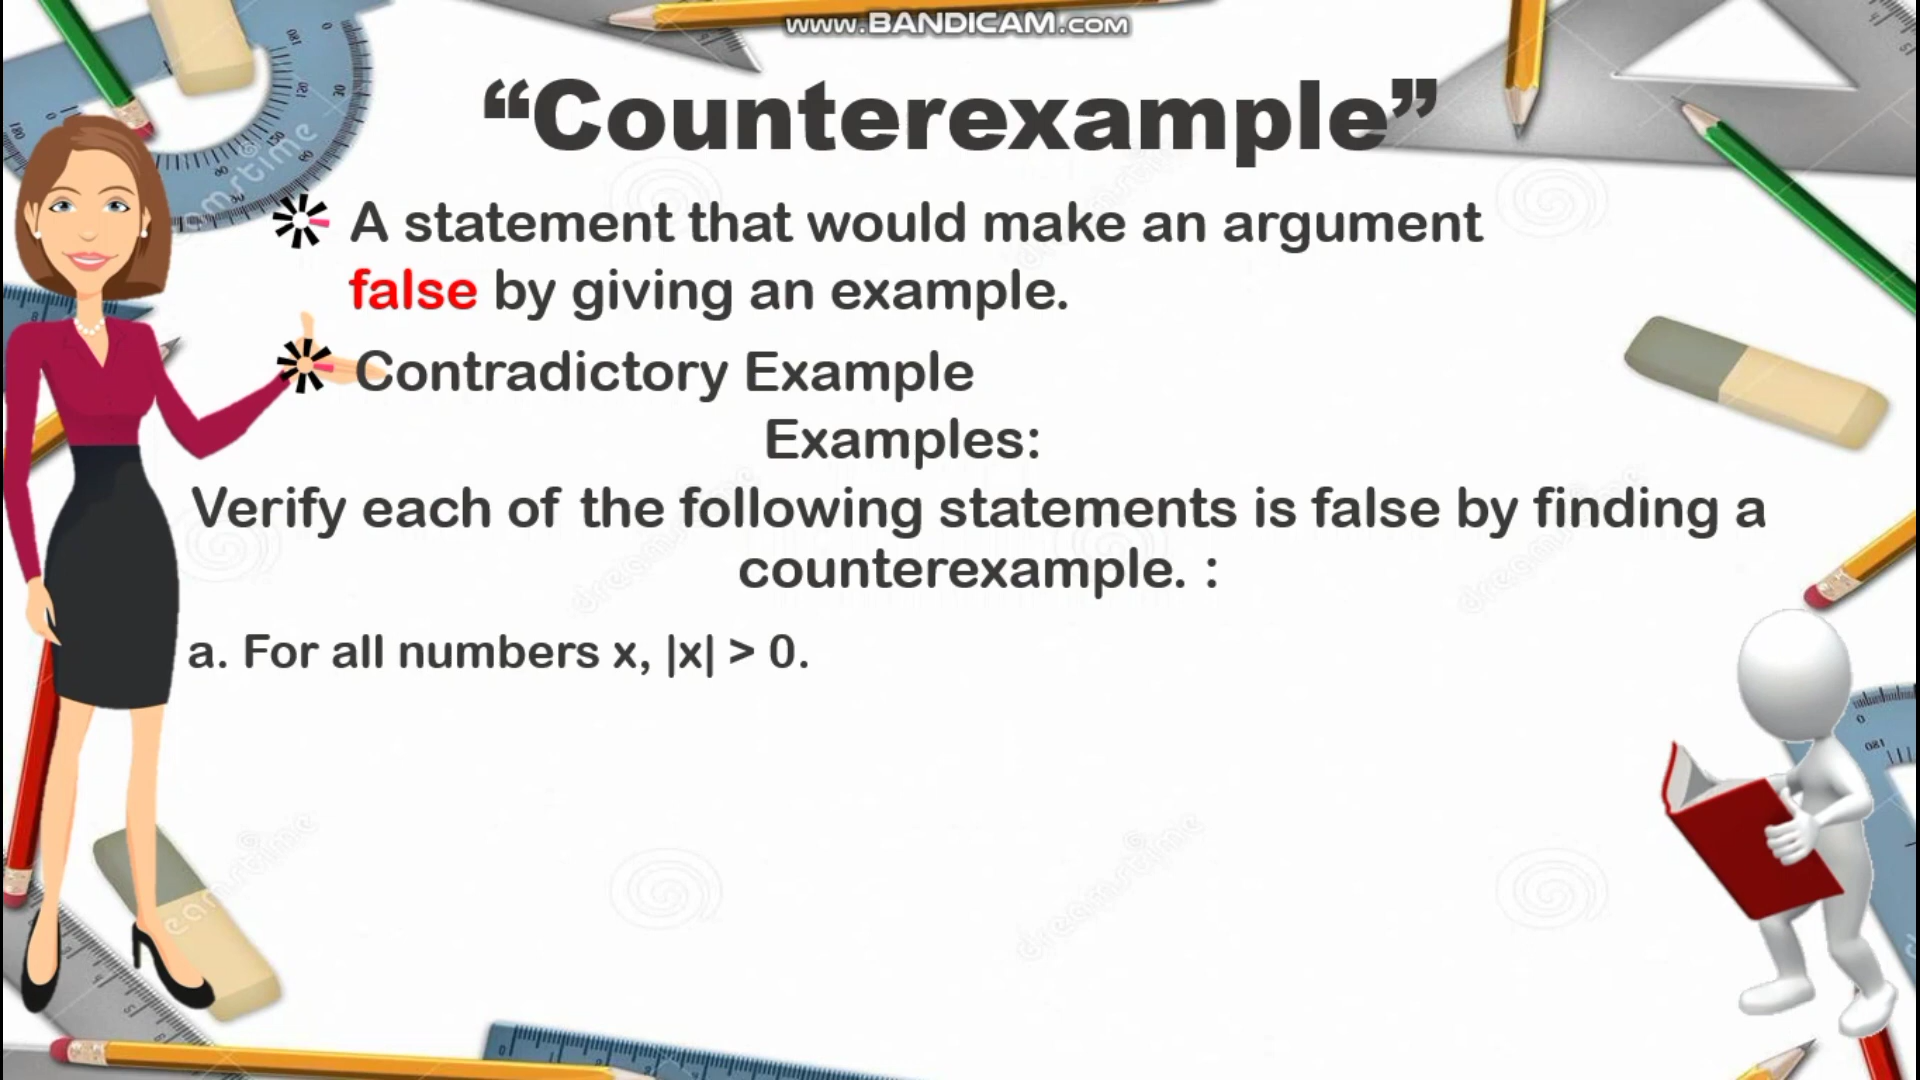 www.BANDICAM.com
“Counterexample”
A statement that would make an argument
false by giving an example.
Contradictory Example
Examples:
Verify each of the following statements is false by finding a
counterexample. :
a. For all numbers x, |x| > 0.